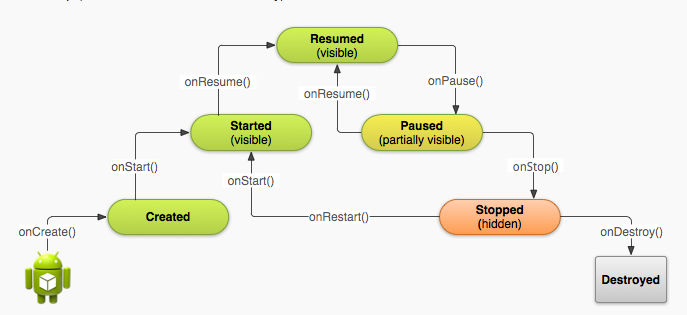 Resumed
(visible)
onResume()
onPause()
onResume()
Started
(visible)
Paused
(partially visible)
onStart()
onStop()
onStart()
Created
onRestart()
Stopped
(hidden)
onCreate()
onDestroy()
Destroyed